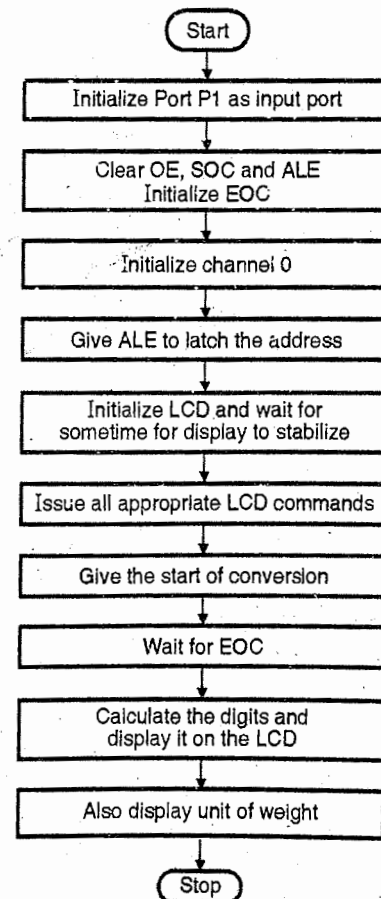 Start
Initialize Port P1 as input port
Clear OE, SOC and ALE
Initialize EOC
Initialize channel 0
Give ALE to latch the address
Initialize LCD and wait for
sometime for display to stabilize
Issue all appropriate LCD commands
Give the start of conversion
Wait for EOC
Calculate the digits and
display it on the LCD
Also display unit of weight
Stop